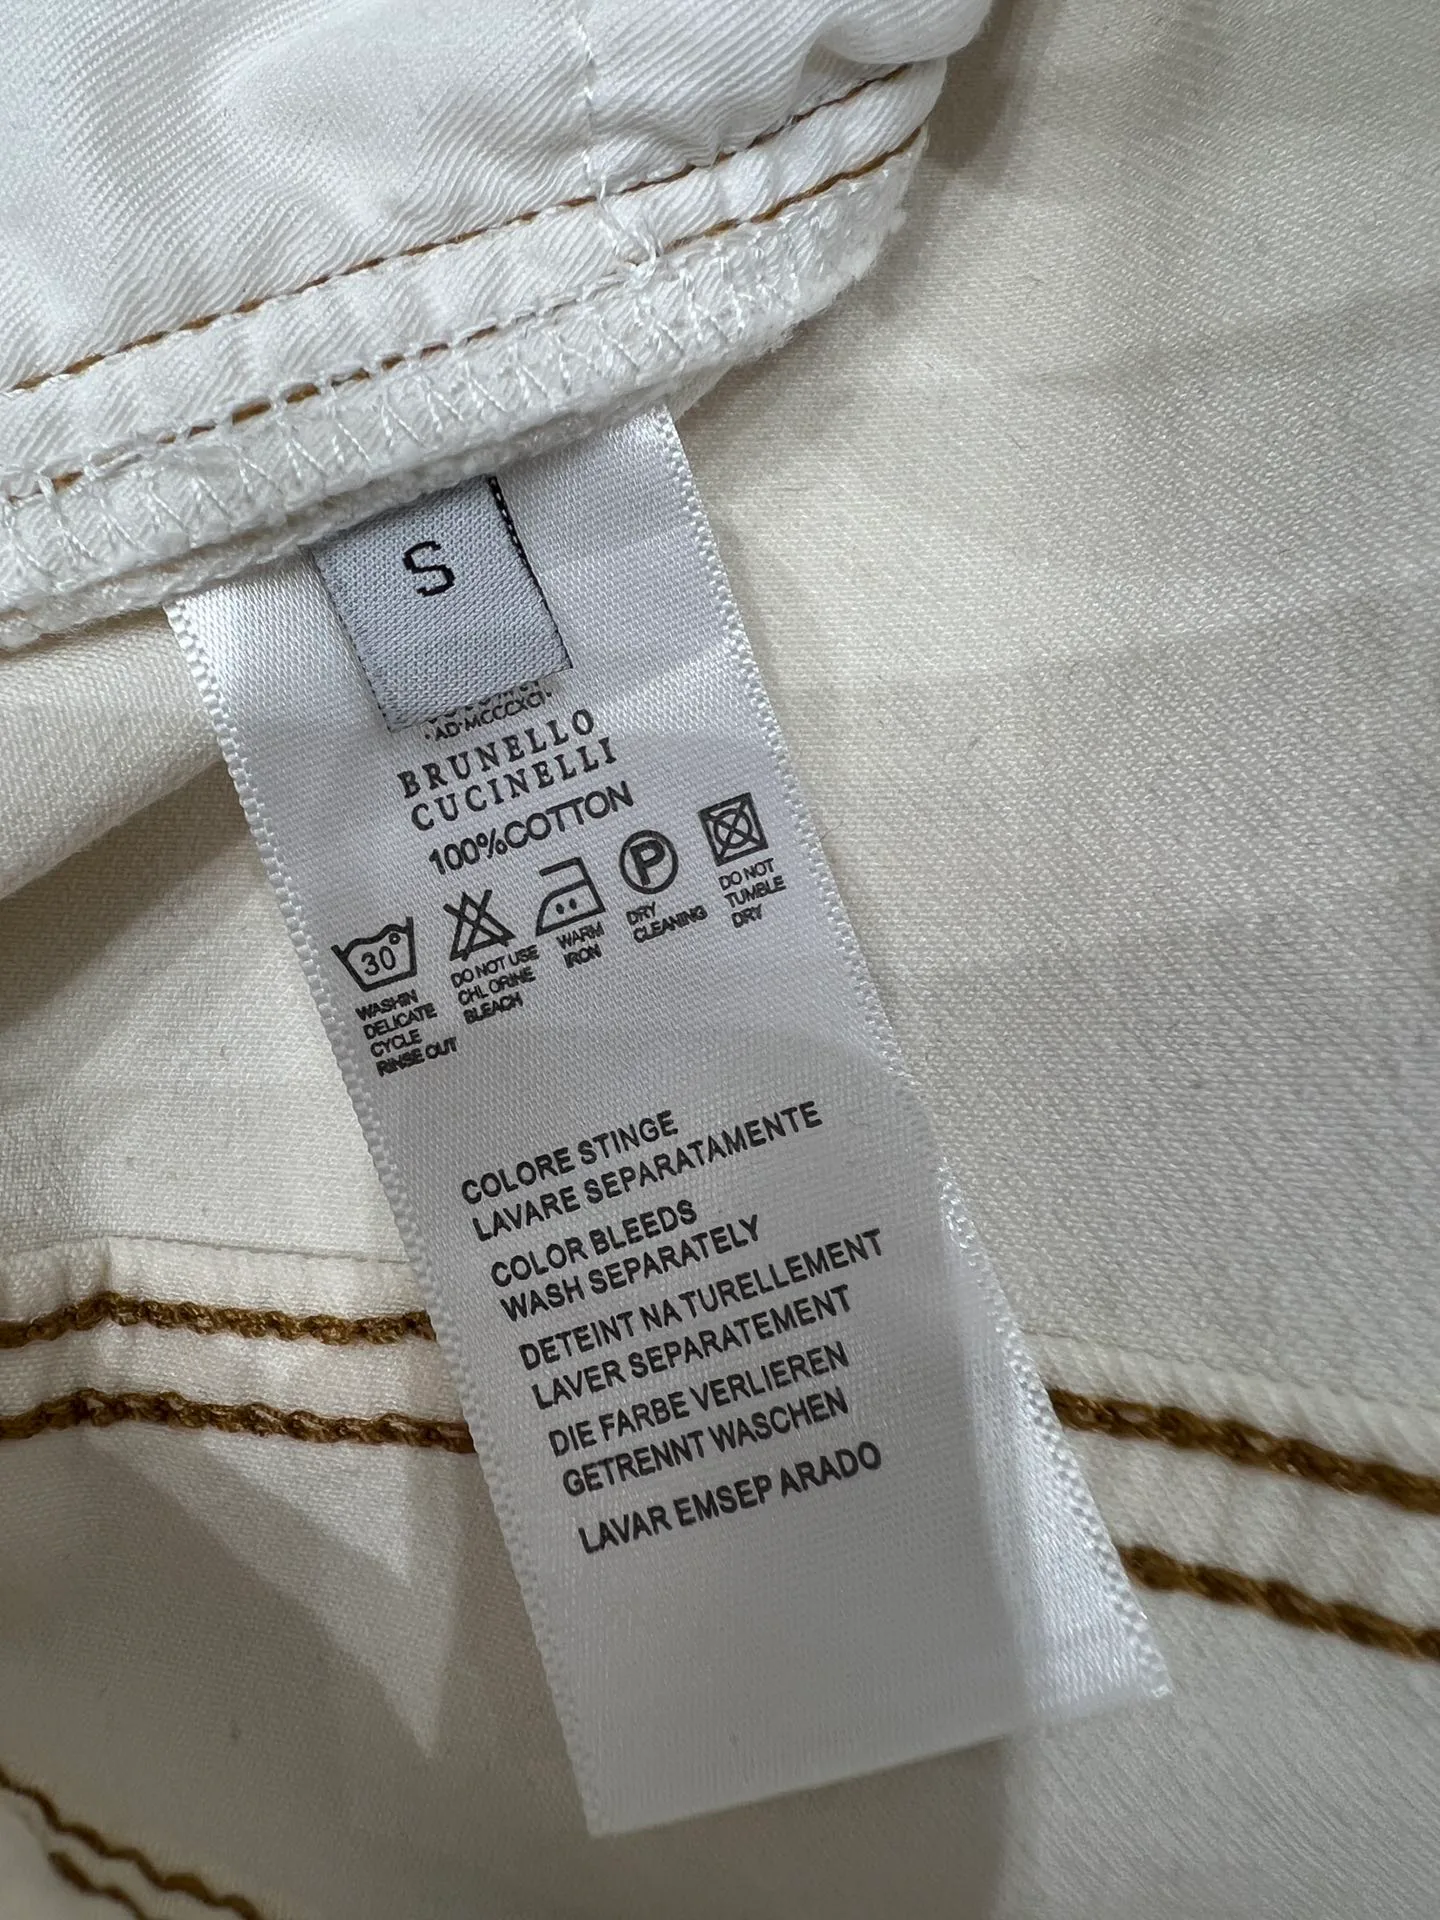 S
AD·MCCCXCI·
BRUNELLO
CUCINELLI
100%COTTON
30°
P
WASHIN
DELICATE
CYCLE
RINSE OUT
DO NOT USE
CHLORINE
BLEACH
WARM
IRON
DRY
CLEANING
DO NOT
TUMBLE
DRY
COLORE STINGE
LAVARE SEPARATAMENTE
COLOR BLEEDS
WASH SEPARATELY
DETEINT NA TURELLEMENT
LAVER SEPARATEMENT
DIE FARBE VERLIEREN
GETRENNT WASCHEN
LAVAR EMSEP ARADO